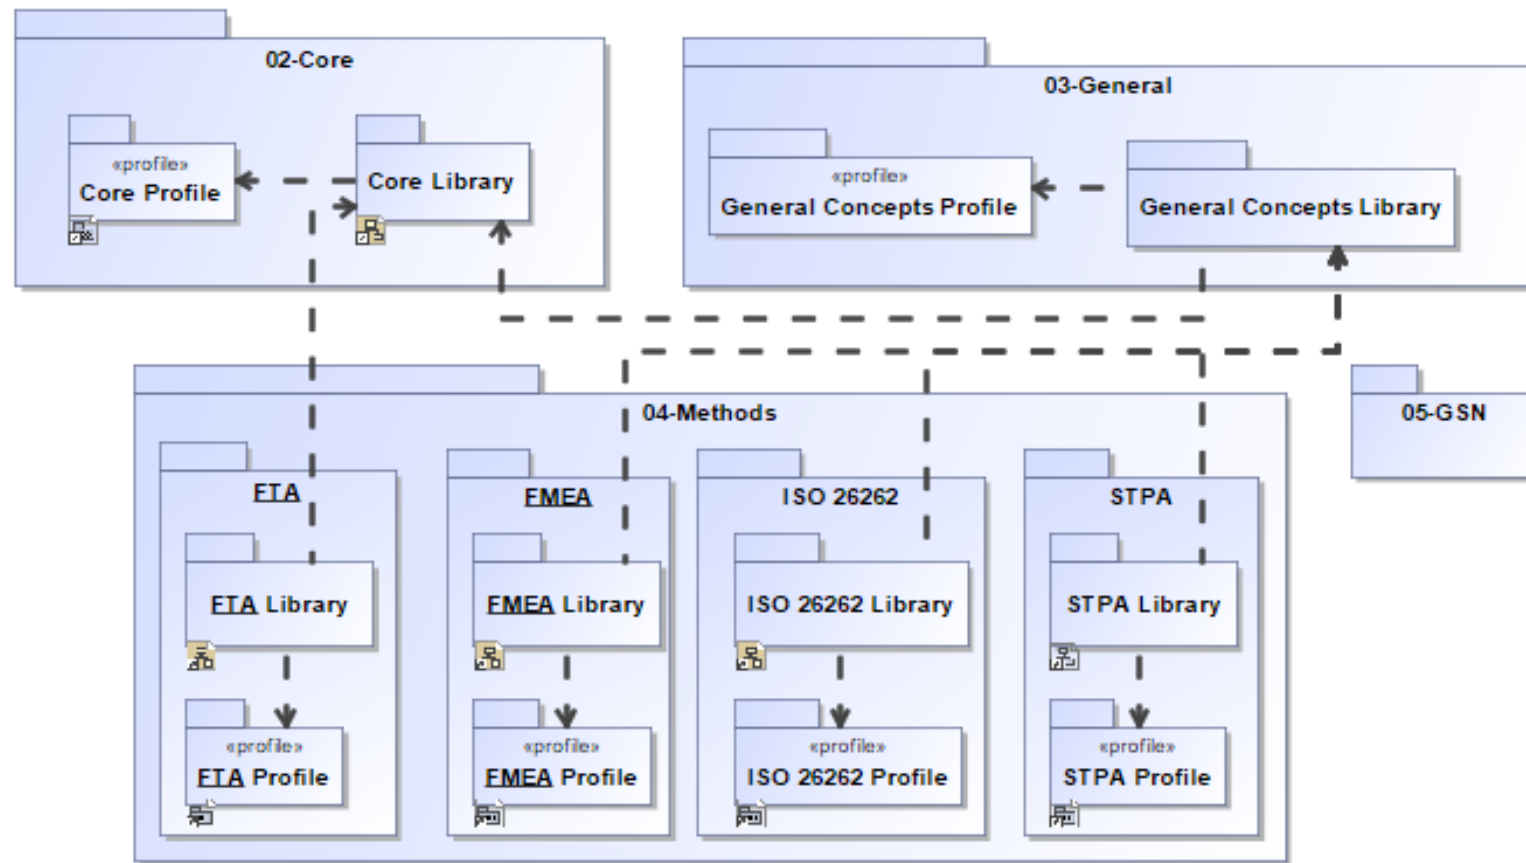 02-Core
«profile»
Core Profile
Core Library
03-General
«profile»
General Concepts Profile
General Concepts Library
04-Methods
FTA
FTA Library
«profile»
FTA Profile
FMEA
FMEA Library
«profile»
FMEA Profile
ISO 26262
ISO 26262 Library
«profile»
ISO 26262 Profile
STPA
STPA Library
«profile»
STPA Profile
05-GSN